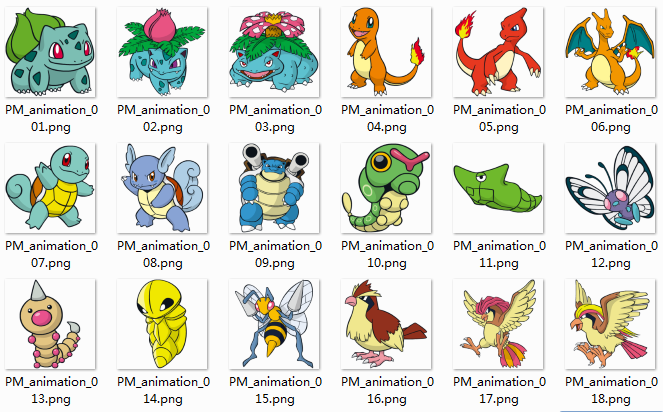 PM_animation_0
01.png
PM_animation_0
02.png
PM_animation_0
03.png
PM_animation_0
04.png
PM_animation_0
05.png
PM_animation_0
06.png
PM_animation_0
07.png
PM_animation_0
08.png
PM_animation_0
09.png
PM_animation_0
10.png
PM_animation_0
11.png
PM_animation_0
12.png
PM_animation_0
13.png
PM_animation_0
14.png
PM_animation_0
15.png
PM_animation_0
16.png
PM_animation_0
17.png
PM_animation_0
18.png